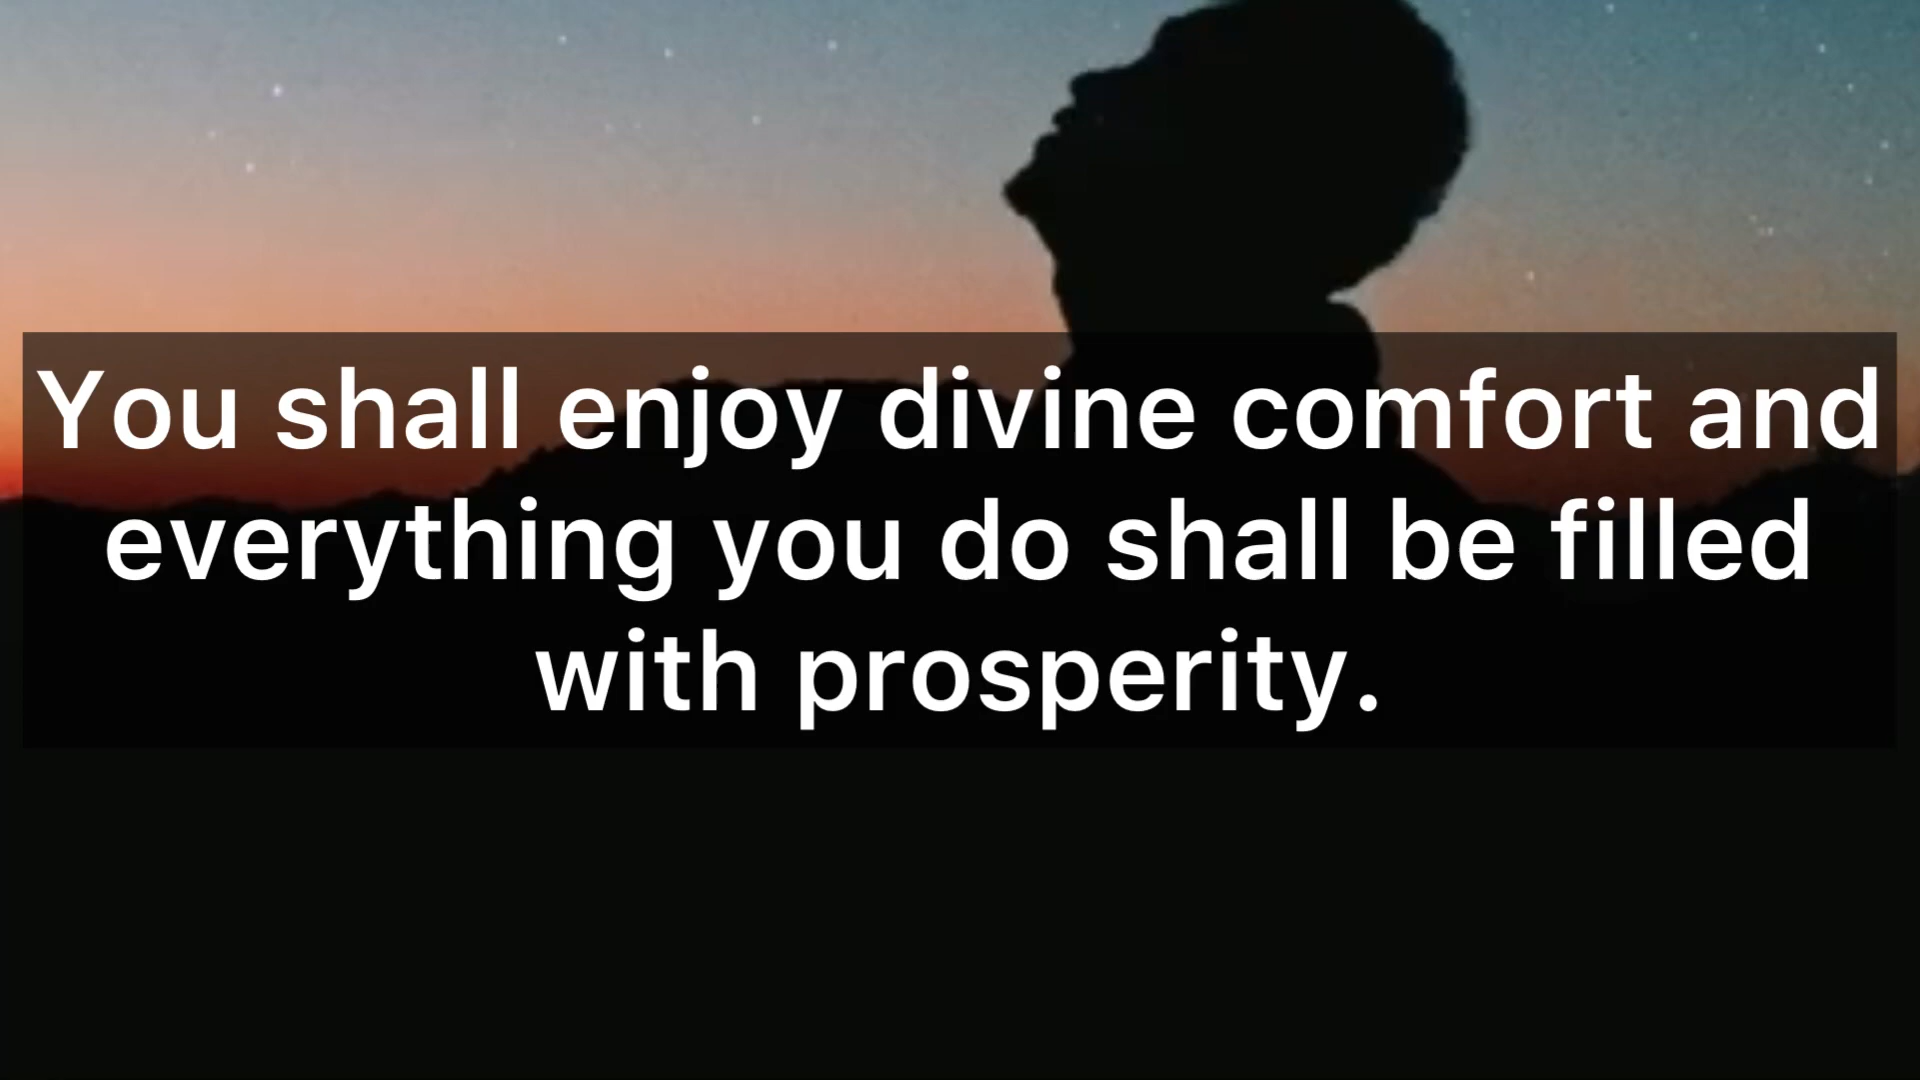 You shall enjoy divine comfort and
everything you do shall be filled
with prosperity.